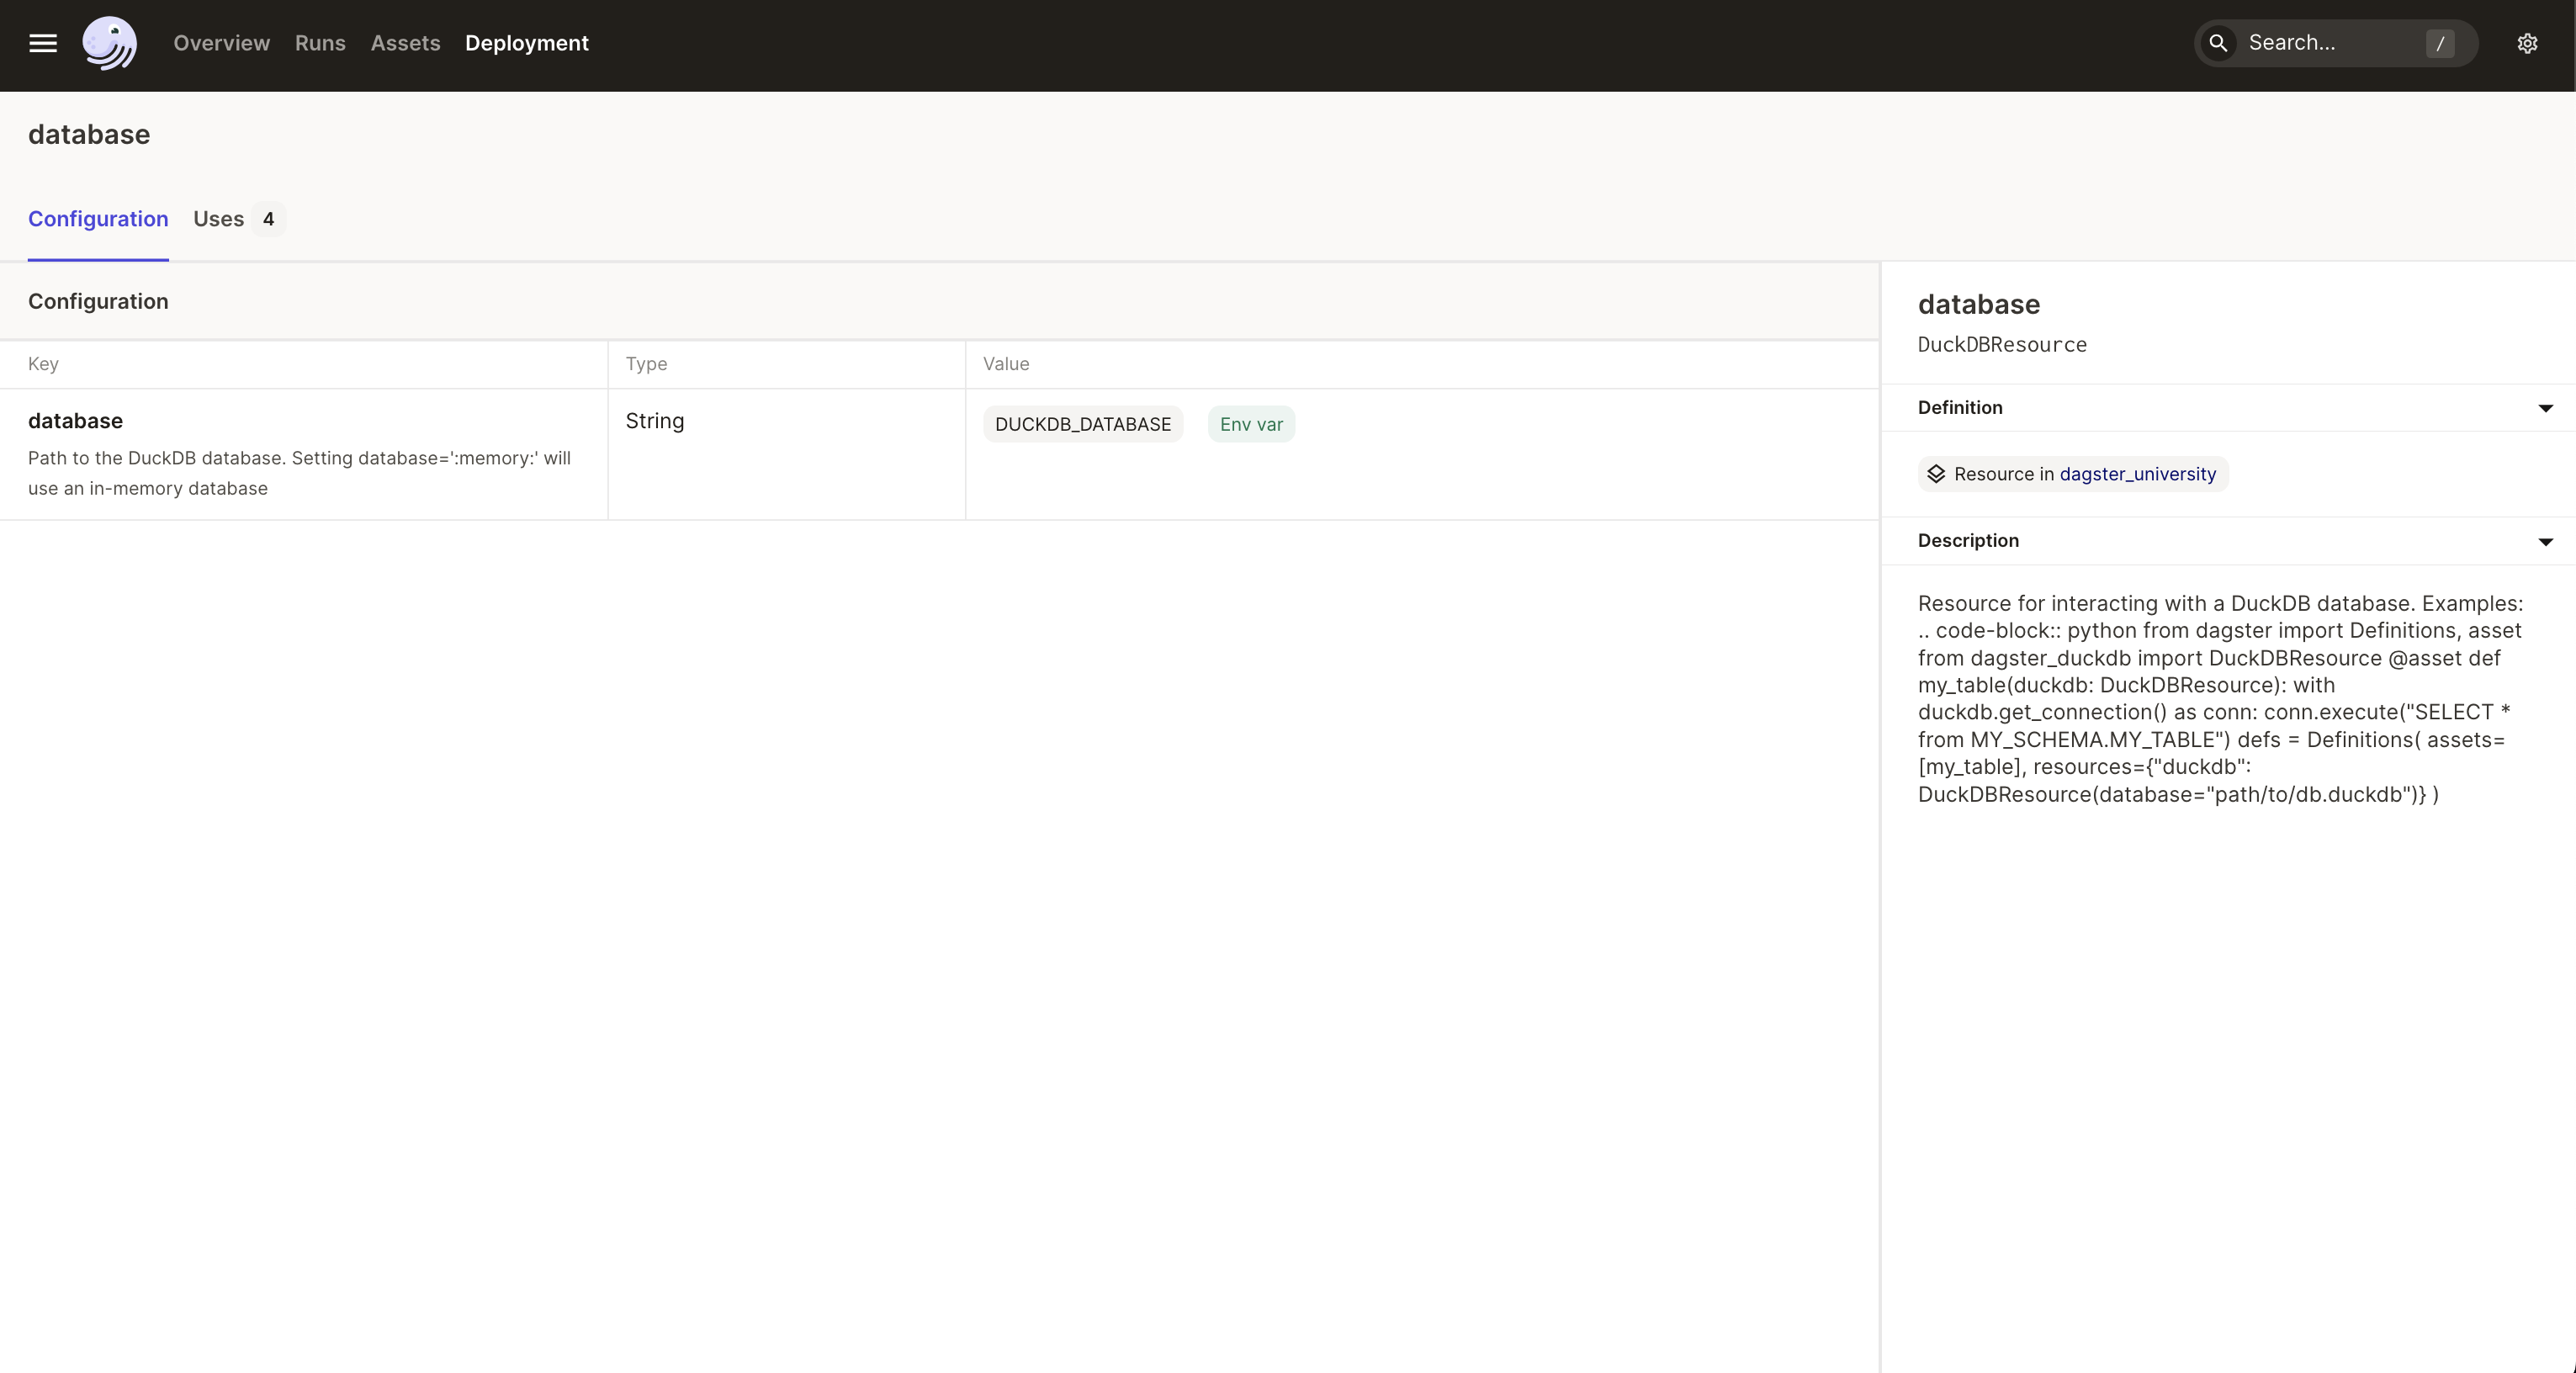 Overview Runs Assets Deployment Search... /
database
Configuration Uses 4
Configuration
Key Type Value
database String DUCKDB_DATABASE Env var
Path to the DuckDB database. Setting database=':memory:' will
use an in-memory database
database
DuckDBResource
Definition
Resource in dagster_university
Description
Resource for interacting with a DuckDB database. Examples:
.. code-block:: python from dagster import Definitions, asset
from dagster_duckdb import DuckDBResource @asset def
my_table(duckdb: DuckDBResource): with
duckdb.get_connection() as conn: conn.execute("SELECT *
from MY_SCHEMA.MY_TABLE") defs = Definitions( assets=
[my_table], resources={"duckdb":
DuckDBResource(database="path/to/db.duckdb")} )